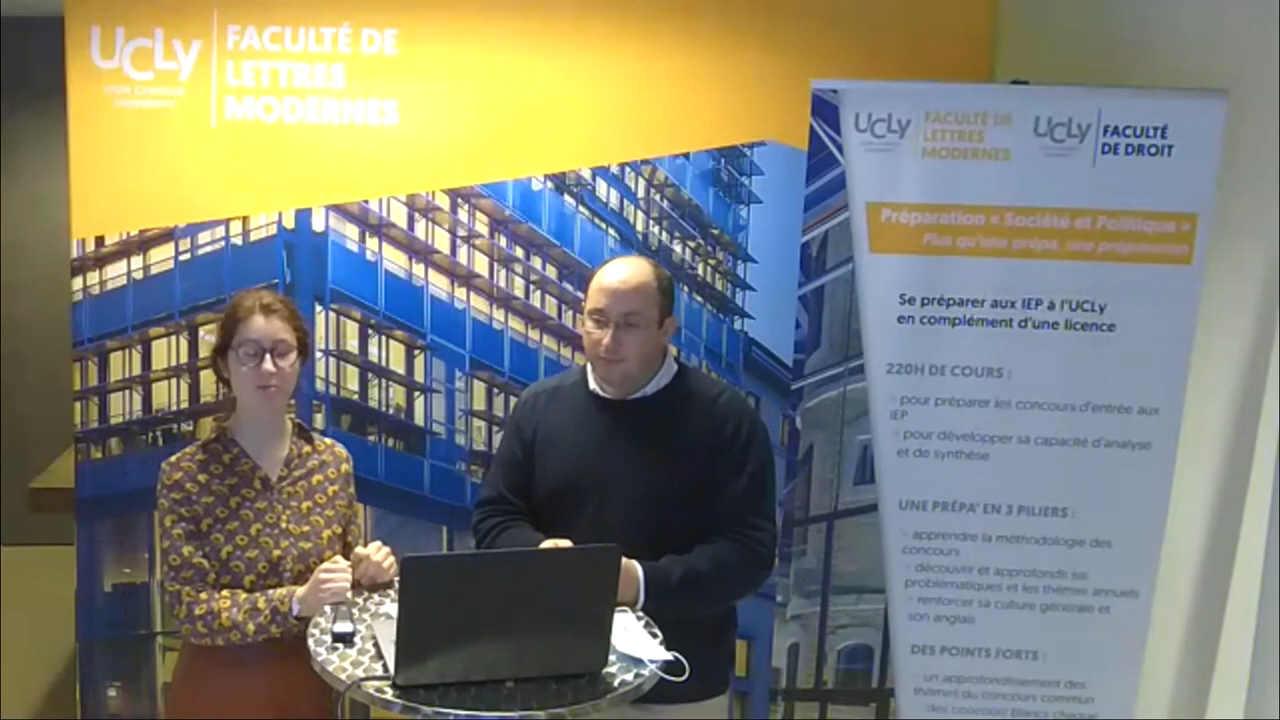 UCLy
FACULTÉ DE
LETTRES
MODERNES
UCLy
FACULTÉ DE
LETTRES
MODERNES
UCLy
FACULTÉ
DE DROIT
Préparation « Société et Politique »
Plus qu'une prépa, une préparation
Se préparer aux IEP à l'UCLy
en complément d'une licence
220H DE COURS :
pour préparer les concours d'entrée aux
IEP
pour développer sa capacité d'analyse
et de synthèse
UNE PRÉPA' EN 3 PILIERS :
apprendre la méthodologie des
concours
découvrir et approfondir les
problématiques et les thèmes annuels
renforcer sa culture générale et
son anglais
DES POINTS FORTS :
un approfondissement des
thèmes du concours commun
des concours blancs chaque